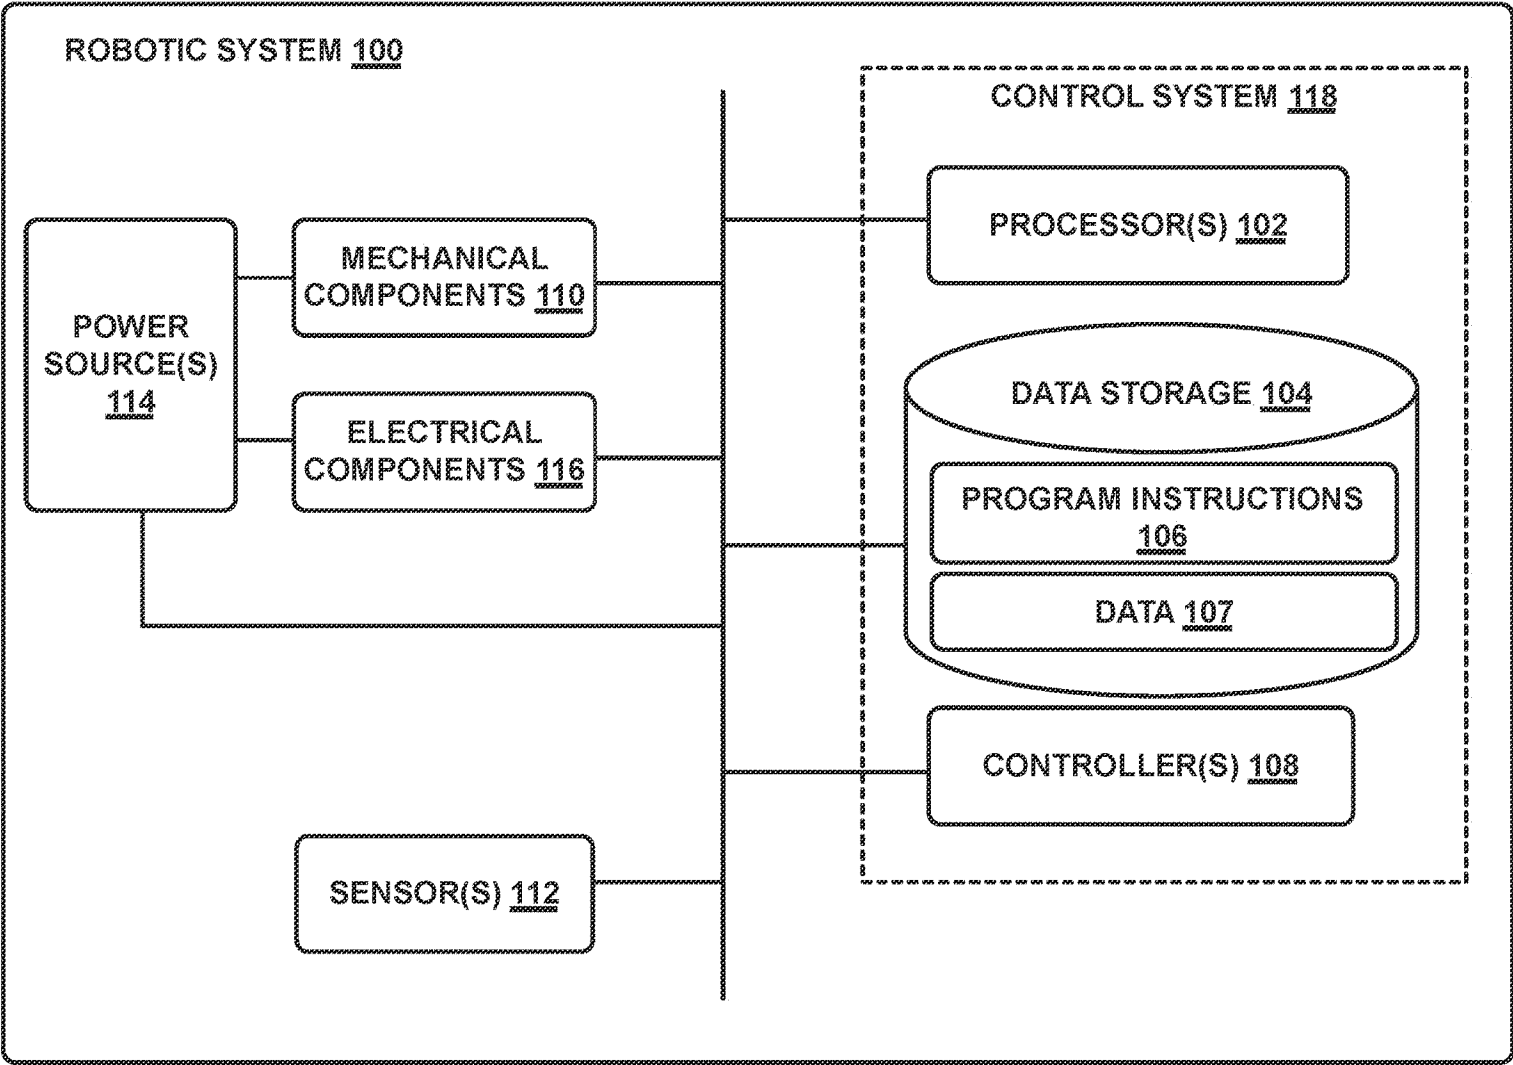 ROBOTIC SYSTEM 100
CONTROL SYSTEM 118
PROCESSOR(S) 102
MECHANICAL
COMPONENTS 110
POWER
SOURCE(S)
114
ELECTRICAL
COMPONENTS 116
DATA STORAGE 104
PROGRAM INSTRUCTIONS
106
DATA 107
CONTROLLER(S) 108
SENSOR(S) 112